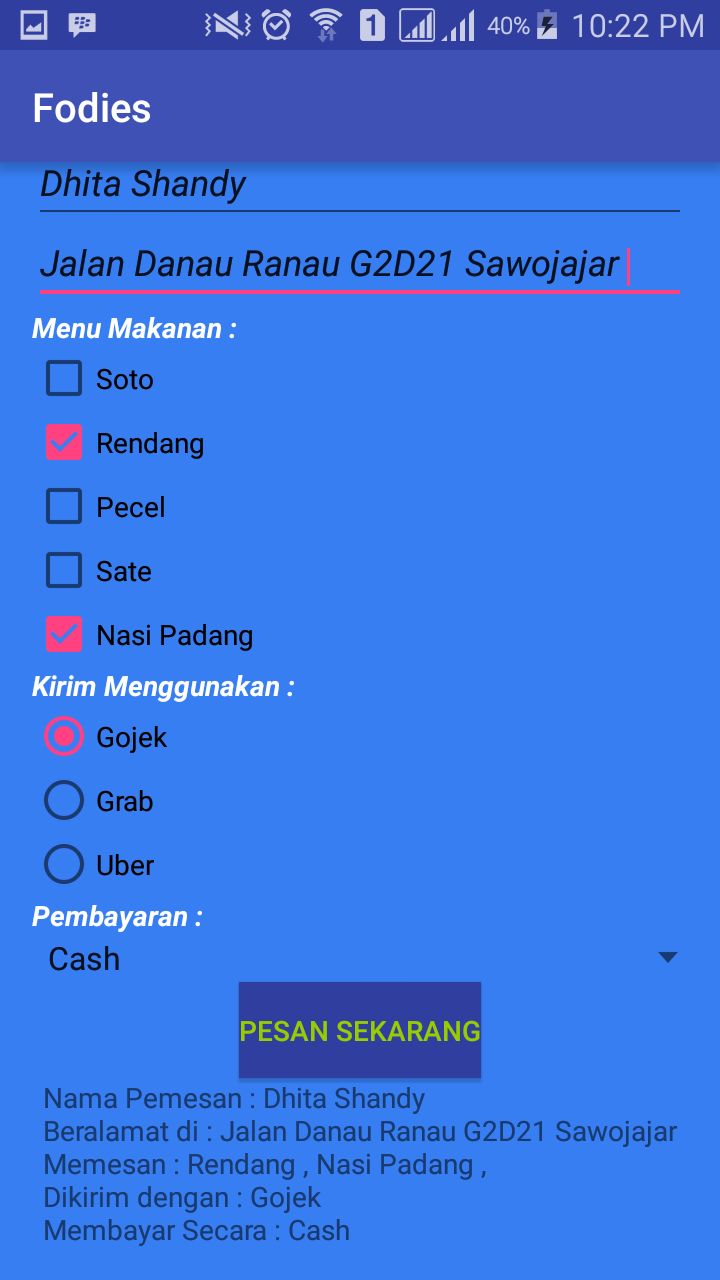 1 40% 10:22 PM
Fodies
Dhita Shandy
Jalan Danau Ranau G2D21 Sawojajar
Menu Makanan :
Soto
Rendang
Pecel
Sate
Nasi Padang
Kirim Menggunakan :
Gojek
Grab
Uber
Pembayaran :
Cash
PESAN SEKARANG
Nama Pemesan : Dhita Shandy
Beralamat di : Jalan Danau Ranau G2D21 Sawojajar
Memesan : Rendang , Nasi Padang ,
Dikirim dengan : Gojek
Membayar Secara : Cash